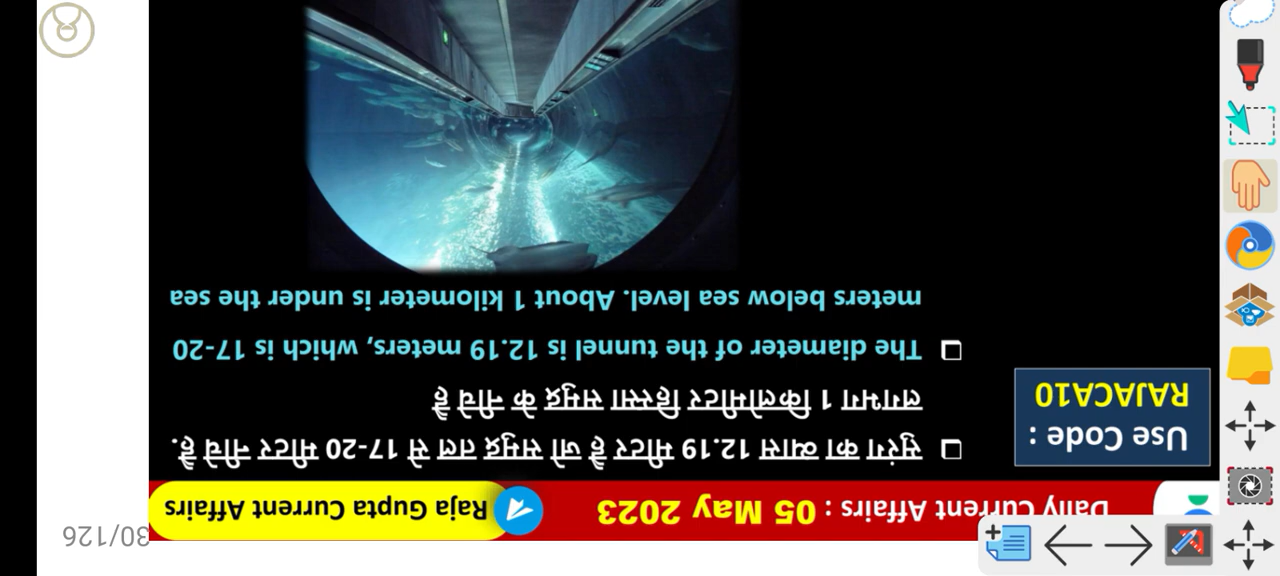 Daily Current Affairs : 05 May 2023
Raja Gupta Current Affairs
Use Code :
RAJACA10
सुरंग का व्यास 12.19 मीटर है जो समुद्र तल से 17-20 मीटर नीचे है.
लगभग 1 किलोमीटर हिस्सा समुद्र के नीचे है
The diameter of the tunnel is 12.19 meters, which is 17-20
meters below sea level. About 1 kilometer is under the sea
30/126